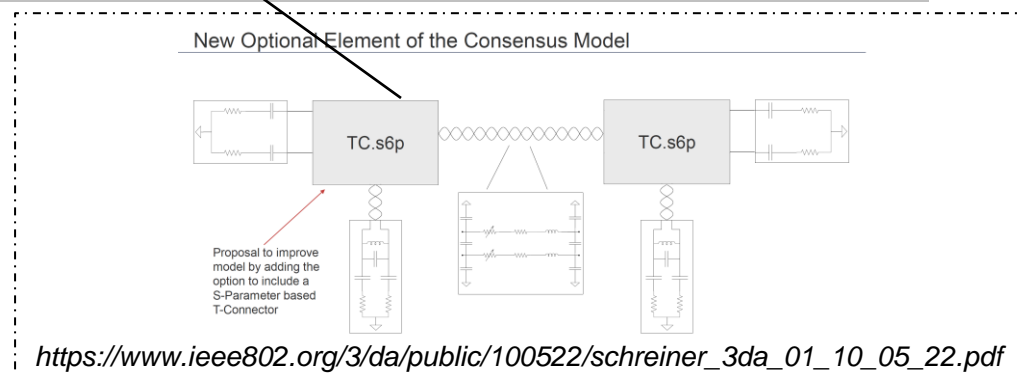 New Optional Element of the Consensus Model
TC.s6p
TC.s6p
Proposal to improve
model by adding the
option to include a
S-Parameter based
T-Connector
https://www.ieee802.org/3/da/public/100522/schreiner_3da_01_10_05_22.pdf